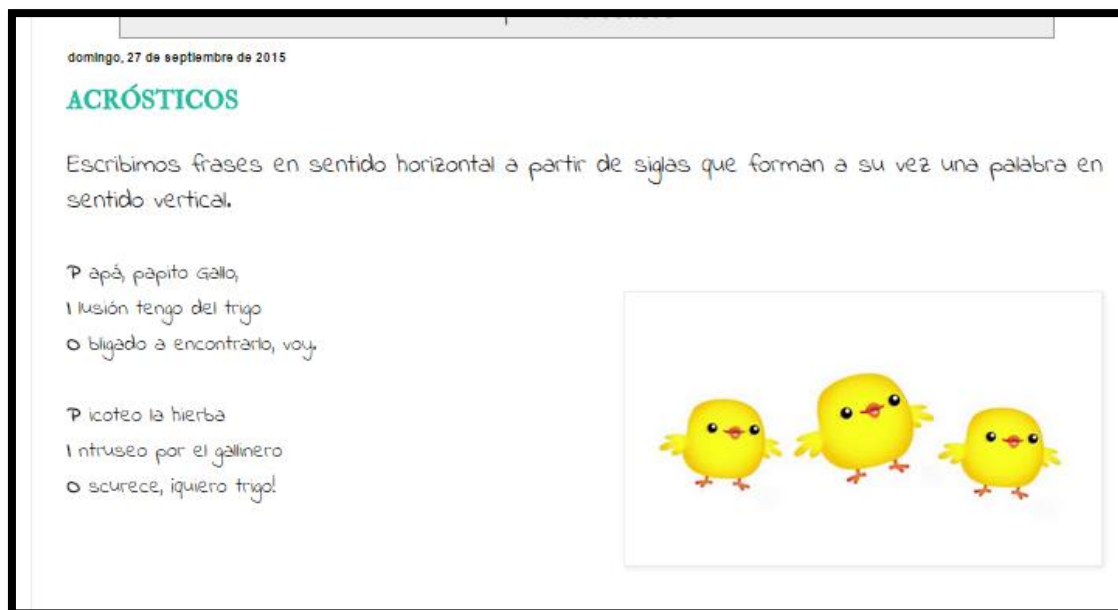 domingo, 27 de septiembre de 2015
ACRÓSTICOS
Escribimos frases en sentido horizontal a partir de siglas que forman a su vez una palabra en
sentido vertical.
P apá, papito Gallo,
I lusión tengo del trigo
O bligado a encontrarlo, voy.
P icoteo la hierba
I ntruseo por el gallinero
O scurece, ¡quiero trigo!